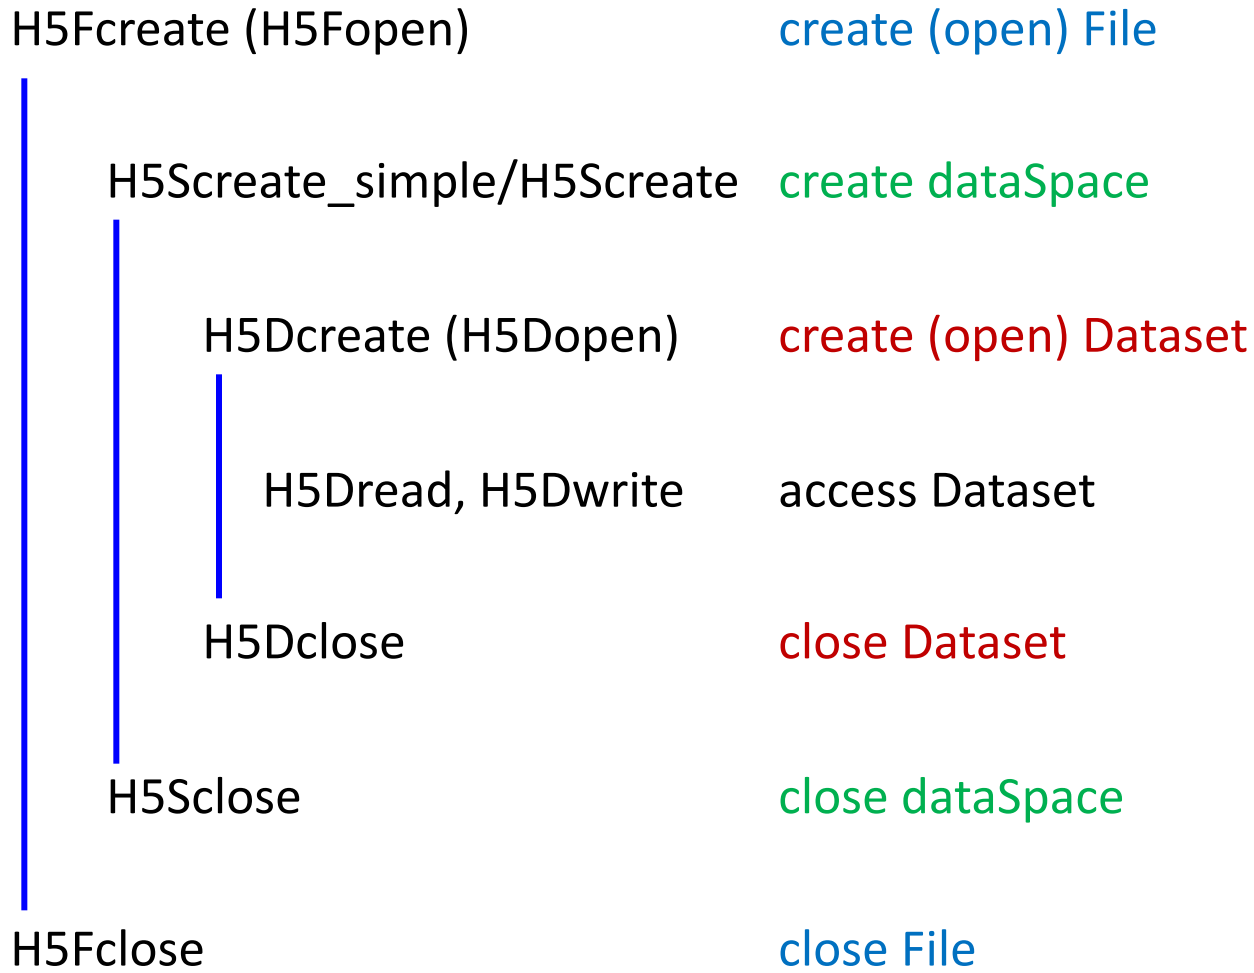 H5Fcreate (H5Fopen) create (open) File
H5Screate_simple/H5Screate create dataSpace
H5Dcreate (H5Dopen) create (open) Dataset
H5Dread, H5Dwrite access Dataset
H5Dclose close Dataset
H5Sclose close dataSpace
H5Fclose close File